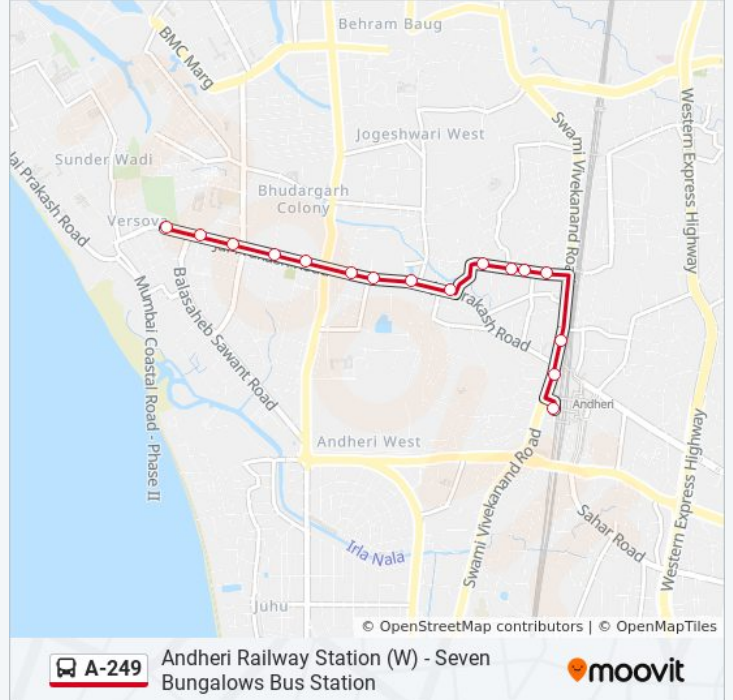 Behram Baug
BMC Marg
Jogeshwari West
Swami Vivekanand Road
Western Express Highway
Sunder Wadi
Bhudargarh
Colony
Versova
Prakash Road
Balasaheb Sawant Road
Mumbai Coastal Road - Phase II
Prakash Road
Andheri
Andheri West
Swami Vivekanand Road
Western Express Highway
Sahar Road
Irla Nala
Juhu
© OpenStreetMap contributors | © OpenMapTiles
A-249
Andheri Railway Station (W) - Seven
Bungalows Bus Station
moovit